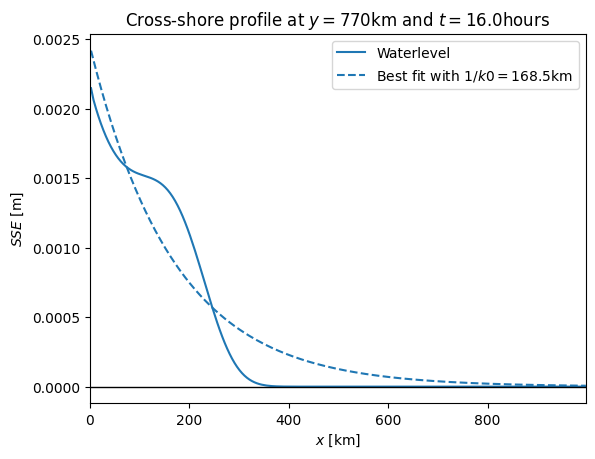 Cross-shore profile at y = 770km and t = 16.0hours
0.0025
0.0020
0.0015
0.0010
0.0005
0.0000
SSE [m]
Waterlevel
Best fit with 1/k0 = 168.5km
0 200 400 600 800
x [km]